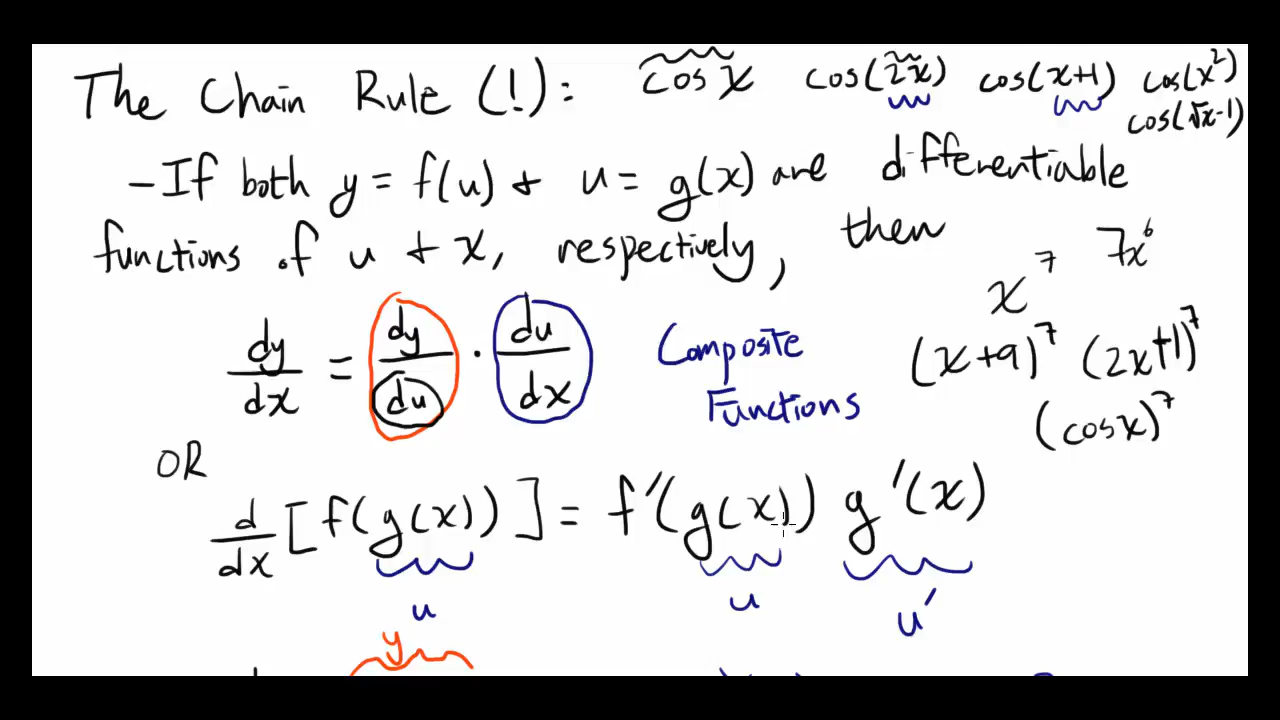 The Chain Rule (!): cos x cos(2x) cos(x+1) cos(x²)
cos(√x-1)
- If both y = f(u) + u = g(x) are differentiable
functions of u + x, respectively, then
x⁷ 7x⁶
dy/dx = dy/du · du/dx
Composite
Functions
(x+9)⁷ (2x+1)⁷
(cosx)⁷
OR
d/dx [f(g(x))] = f′(g(x)) g′(x)
u u u′
y